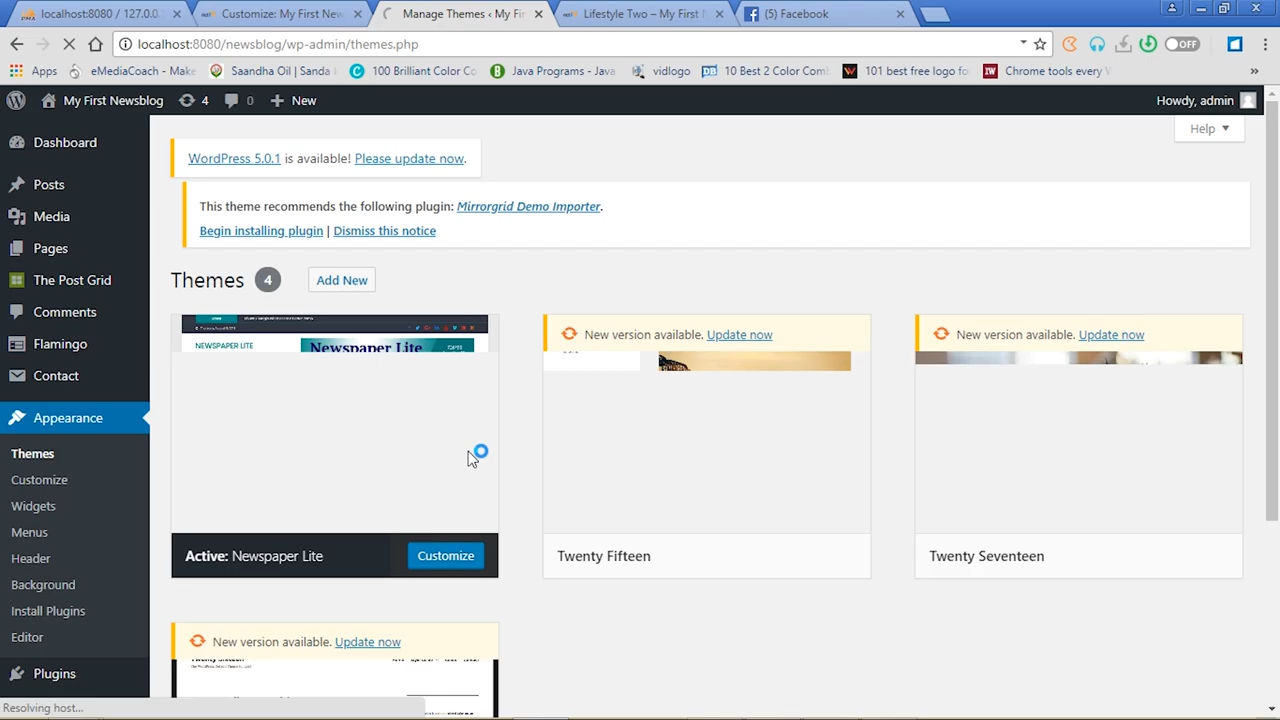 localhost:8080 / 127.0.0.
Customize: My First New
Manage Themes ‹ My Fir
Lifestyle Two – My First N
(5) Facebook
localhost:8080/newsblog/wp-admin/themes.php
OFF
Apps
eMediaCoach - Make
Saandha Oil | Sanda
100 Brilliant Color Co
Java Programs - Java
vidlogo
10 Best 2 Color Comb
101 best free logo fo
Chrome tools every W
My First Newsblog
4
0
New
Howdy, admin
Help
Dashboard
Posts
Media
Pages
The Post Grid
Comments
Flamingo
Contact
Appearance
Themes
Customize
Widgets
Menus
Header
Background
Install Plugins
Editor
Plugins
WordPress 5.0.1 is available! Please update now.
This theme recommends the following plugin: Mirrorgrid Demo Importer.
Begin installing plugin | Dismiss this notice
Themes 4 Add New
NEWSPAPER LITE
Newspaper Lite
Active: Newspaper Lite
Customize
New version available. Update now
Twenty Fifteen
New version available. Update now
Twenty Seventeen
New version available. Update now
Twenty Sixteen
Resolving host...